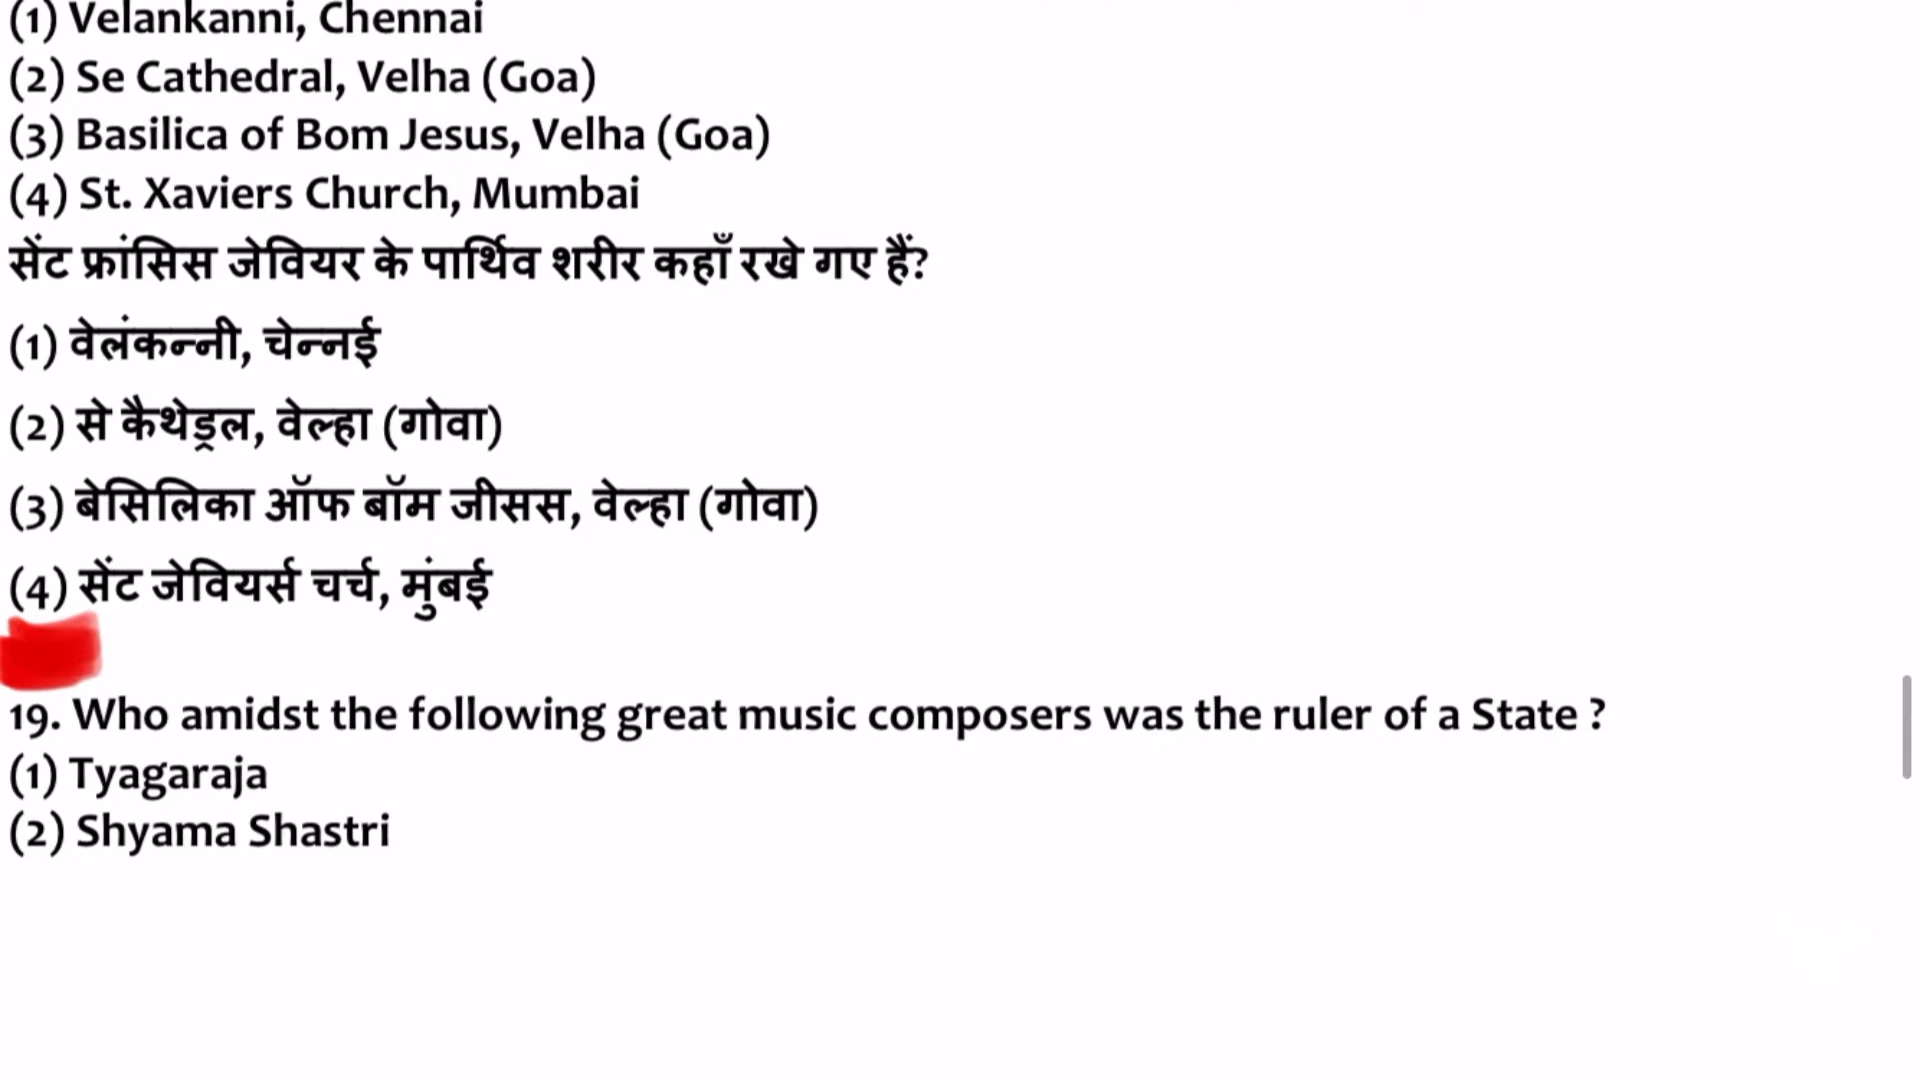 (1) Velankanni, Chennai
(2) Se Cathedral, Velha (Goa)
(3) Basilica of Bom Jesus, Velha (Goa)
(4) St. Xaviers Church, Mumbai
सेंट फ्रांसिस जेवियर के पार्थिव शरीर कहाँ रखे गए हैं?
(1) वेलंकन्नी, चेन्नई
(2) से कैथेड्रल, वेल्हा (गोवा)
(3) बेसिलिका ऑफ बॉम जीसस, वेल्हा (गोवा)
(4) सेंट जेवियर्स चर्च, मुंबई
19. Who amidst the following great music composers was the ruler of a State ?
(1) Tyagaraja
(2) Shyama Shastri